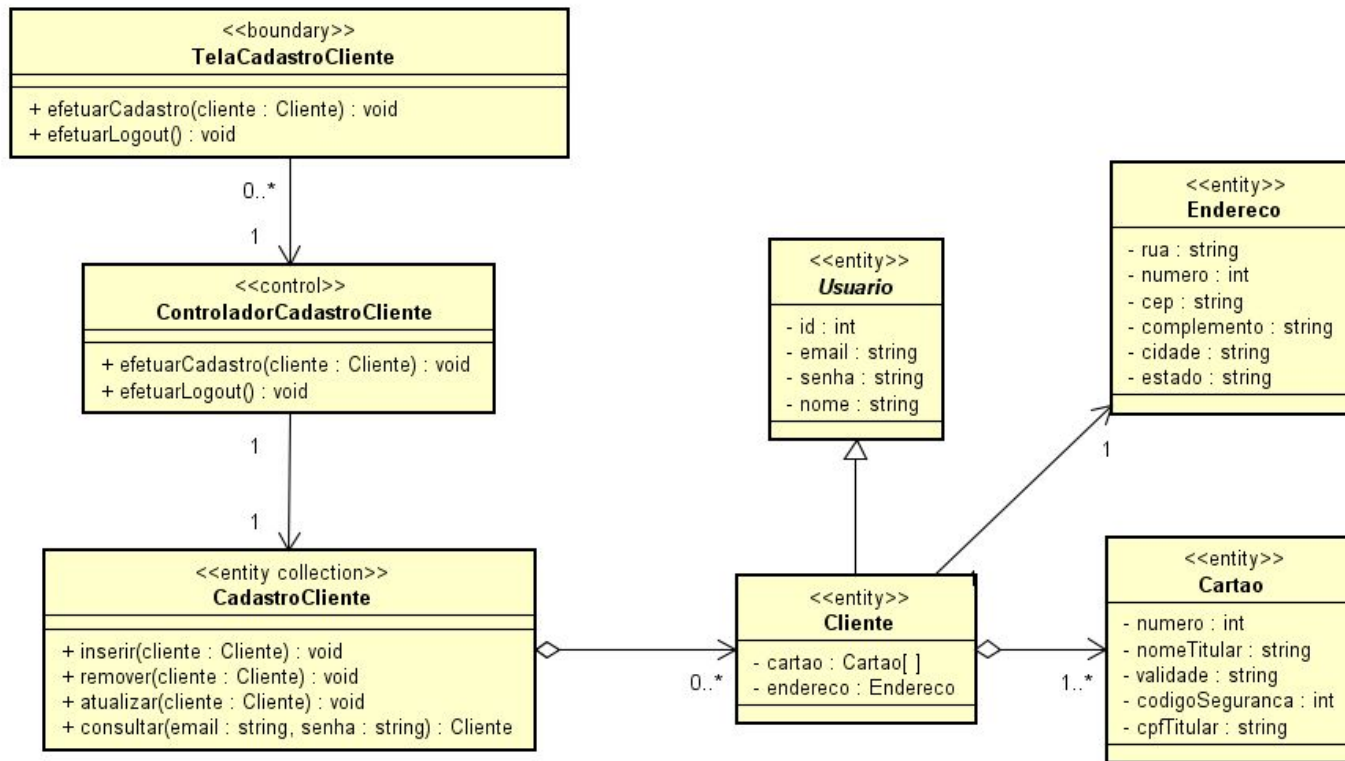 <<boundary>>
TelaCadastroCliente
+ efetuarCadastro(cliente : Cliente) : void
+ efetuarLogout() : void
0..*
1
<<control>>
ControladorCadastroCliente
+ efetuarCadastro(cliente : Cliente) : void
+ efetuarLogout() : void
1
1
<<entity collection>>
CadastroCliente
+ inserir(cliente : Cliente) : void
+ remover(cliente : Cliente) : void
+ atualizar(cliente : Cliente) : void
+ consultar(email : string, senha : string) : Cliente
0..*
<<entity>>
Usuario
- id : int
- email : string
- senha : string
- nome : string
<<entity>>
Cliente
- cartao : Cartao[ ]
- endereco : Endereco
1
1
<<entity>>
Endereco
- rua : string
- numero : int
- cep : string
- complemento : string
- cidade : string
- estado : string
1..*
<<entity>>
Cartao
- numero : int
- nomeTitular : string
- validade : string
- codigoSeguranca : int
- cpfTitular : string